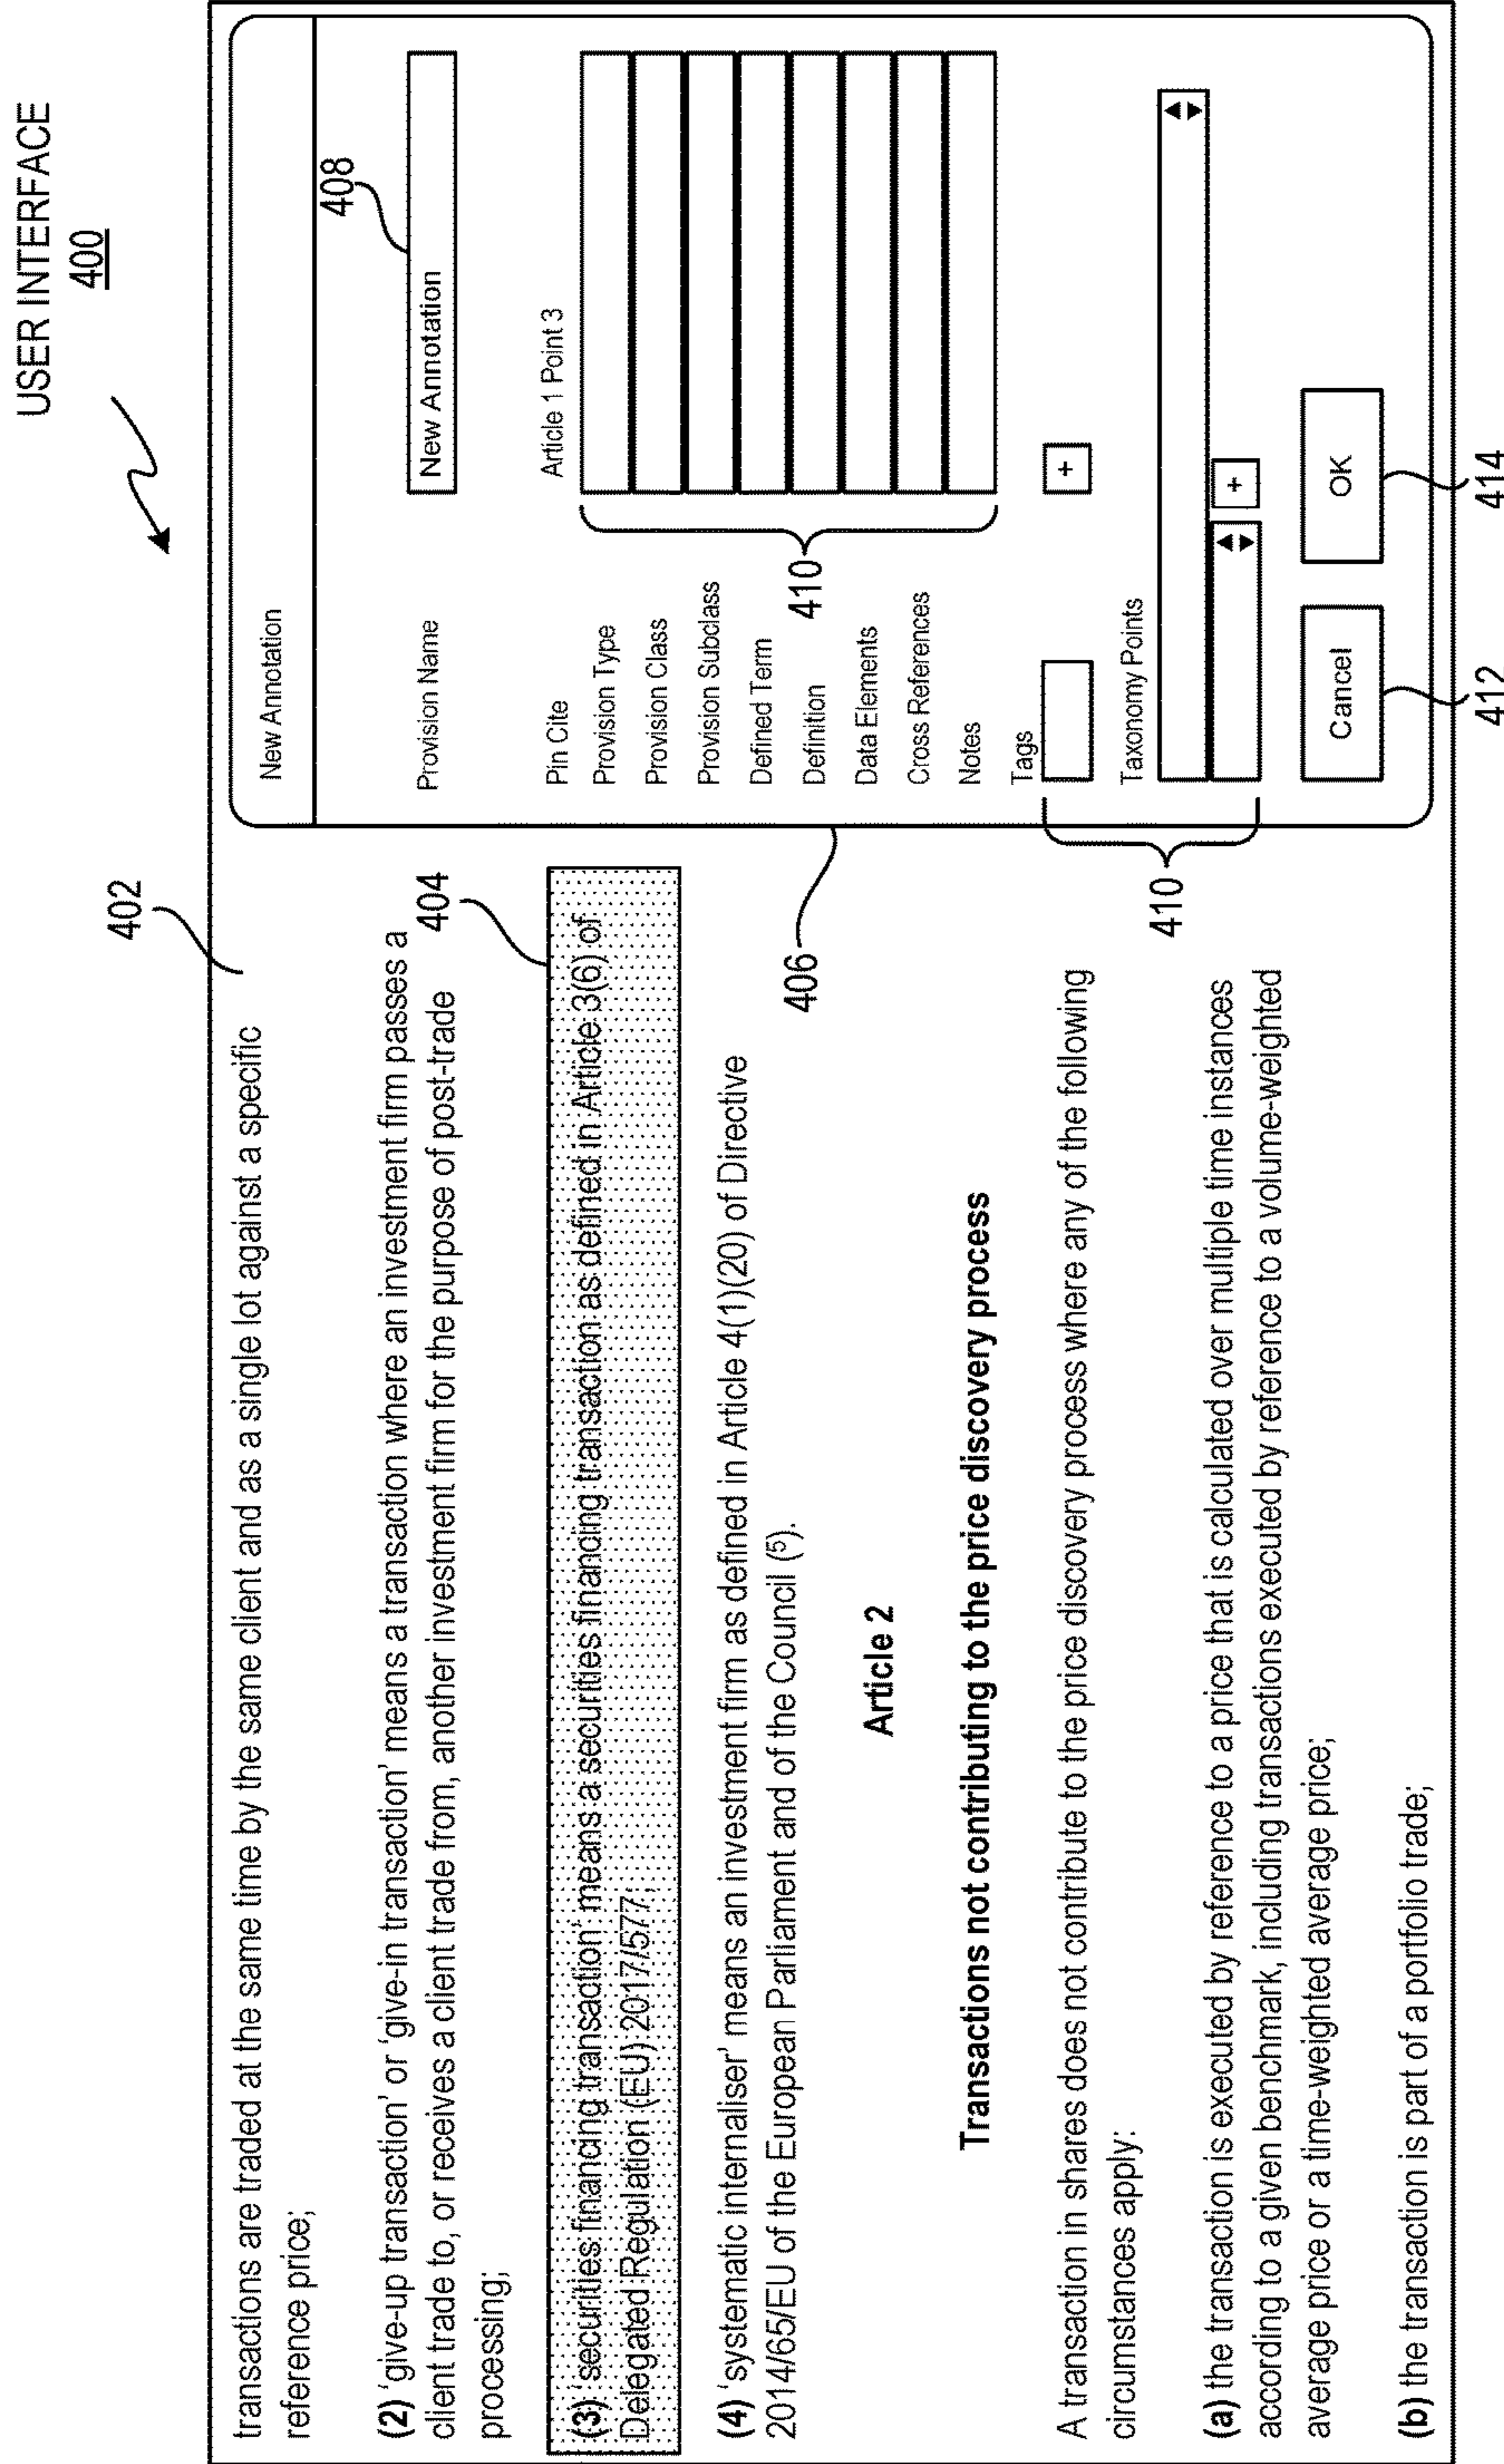 USER INTERFACE
400
402
transactions are traded at the same time by the same client and as a single lot against a specific
reference price;
(2) 'give-up transaction' or 'give-in transaction' means a transaction where an investment firm passes a
client trade to, or receives a client trade from, another investment firm for the purpose of post-trade
processing;
404
(3) 'securities financing transaction' means a securities financing transaction as defined in Article 3(6) of
Delegated Regulation (EU) 2017/577;
(4) 'systematic internaliser' means an investment firm as defined in Article 4(1)(20) of Directive
2014/65/EU of the European Parliament and of the Council (⁵).
Article 2
Transactions not contributing to the price discovery process
A transaction in shares does not contribute to the price discovery process where any of the following
circumstances apply:
(a) the transaction is executed by reference to a price that is calculated over multiple time instances
according to a given benchmark, including transactions executed by reference to a volume-weighted
average price or a time-weighted average price;
(b) the transaction is part of a portfolio trade;
406
New Annotation
408
Provision Name
New Annotation
Pin Cite
Article 1 Point 3
Provision Type
Provision Class
Provision Subclass
Defined Term
Definition
Data Elements
Cross References
Notes
410
Tags
+
Taxonomy Points
+
410
Cancel
OK
412
414